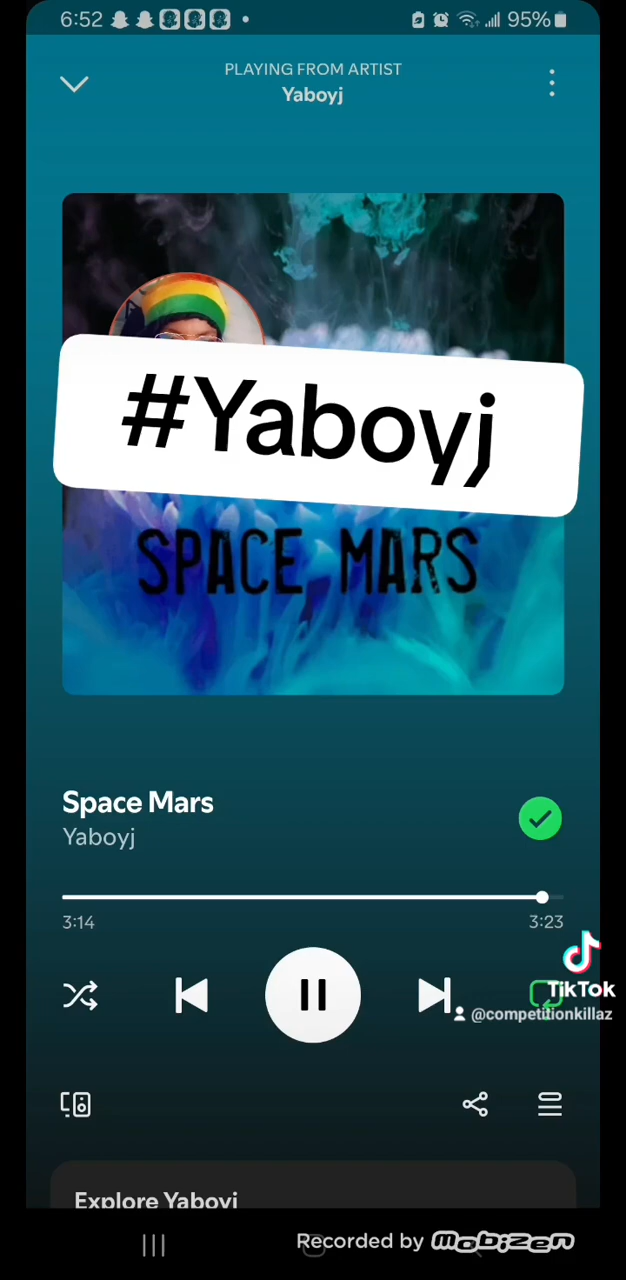 6:52
95%
PLAYING FROM ARTIST
Yaboyj
#Yaboyj
SPACE MARS
Space Mars
Yaboyj
3:14
3:23
TikTok
@competitionkillaz
Explore Yaboyj
Recorded by Mobizen